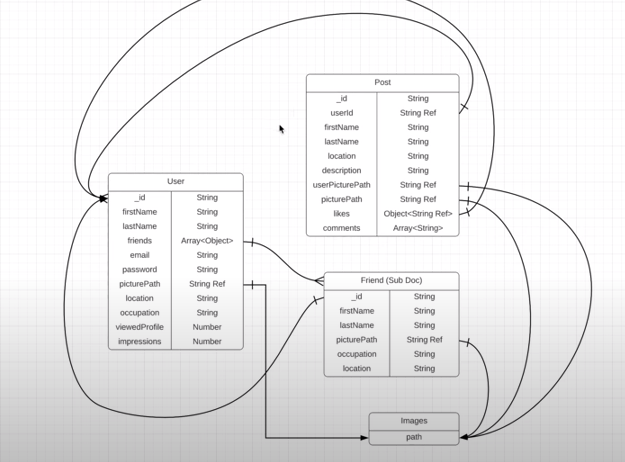 Post
_id String
userId String Ref
firstName String
lastName String
location String
description String
userPicturePath String Ref
picturePath String Ref
likes Object<String Ref>
comments Array<String>
User
_id String
firstName String
lastName String
friends Array<Object>
email String
password String
picturePath String Ref
location String
occupation String
viewedProfile Number
impressions Number
Friend (Sub Doc)
_id String
firstName String
lastName String
picturePath String Ref
occupation String
location String
Images
path